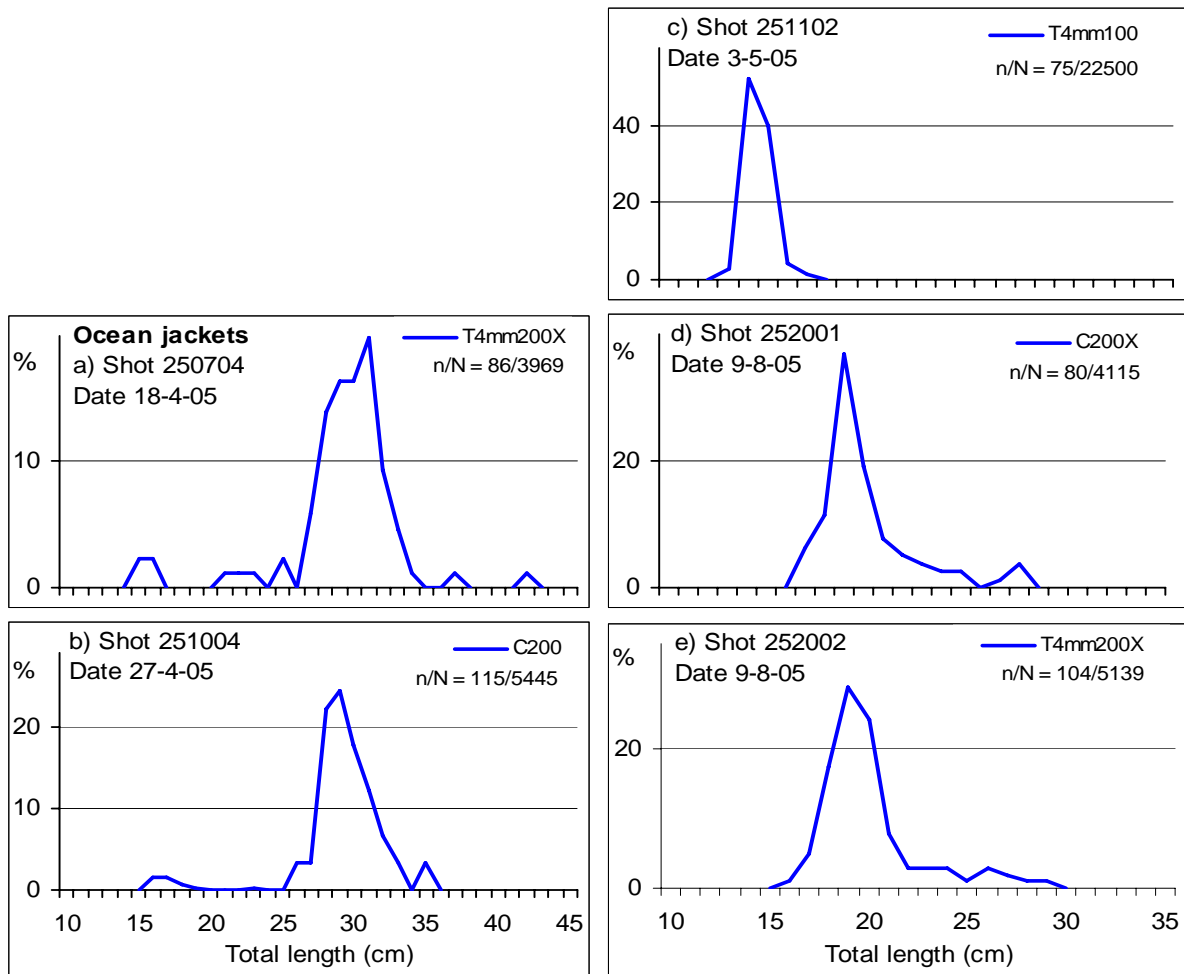 c) Shot 251102
Date 3-5-05
T4mm100
n/N = 75/22500
40
20
0
Ocean jackets
a) Shot 250704
Date 18-4-05
T4mm200X
n/N = 86/3969
%
10
0
d) Shot 252001
Date 9-8-05
C200X
n/N = 80/4115
%
20
0
b) Shot 251004
Date 27-4-05
C200
n/N = 115/5445
%
20
10
0
10 15 20 25 30 35 40 45
Total length (cm)
e) Shot 252002
Date 9-8-05
T4mm200X
n/N = 104/5139
%
20
0
10 15 20 25 30 35
Total length (cm)